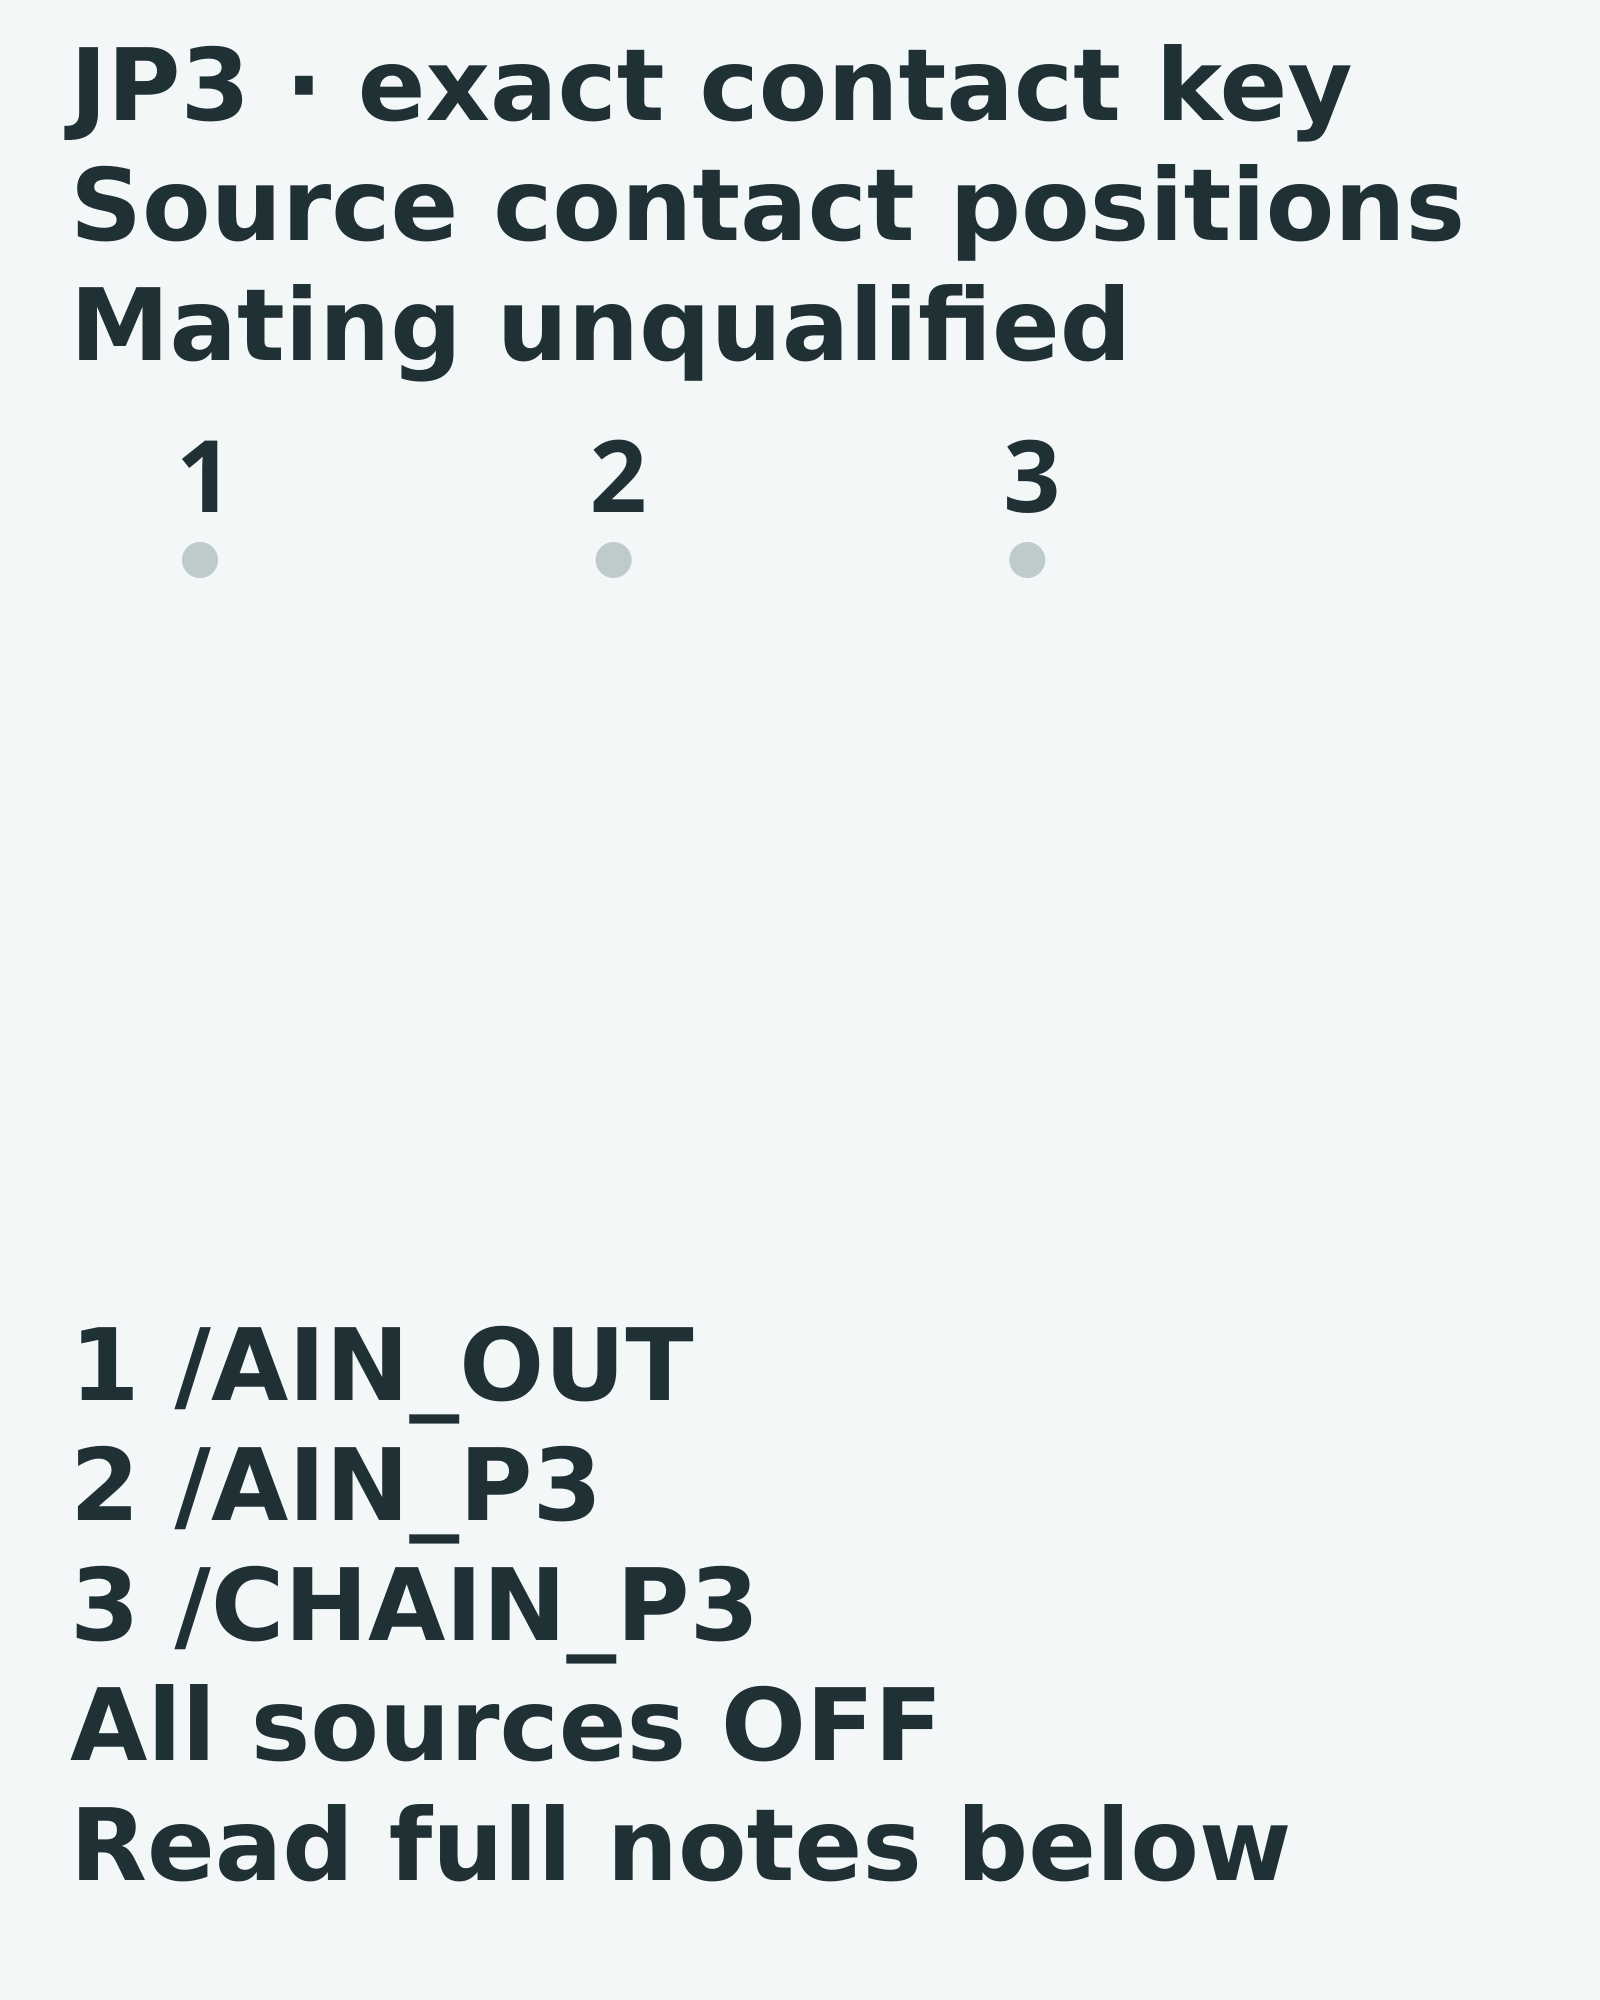 JP3 · exact contact key
Source contact positions
Mating unqualified
1 2 3
1 /AIN_OUT
2 /AIN_P3
3 /CHAIN_P3
All sources OFF
Read full notes below